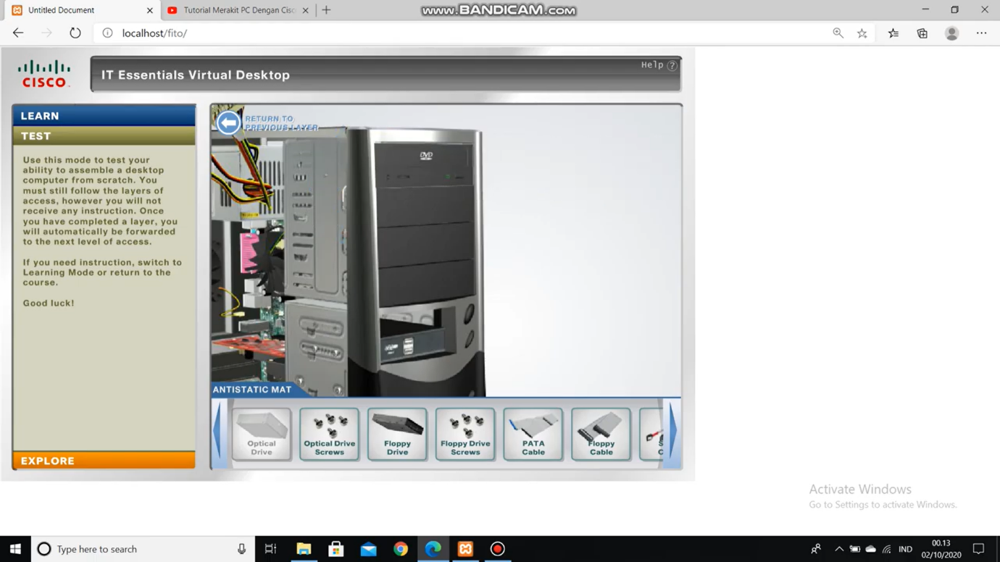 Untitled Document
Tutorial Merakit PC Dengan Cisc
www.BANDICAM.com
localhost/fito/
CISCO
IT Essentials Virtual Desktop
Help ?
LEARN
TEST
Use this mode to test your
ability to assemble a desktop
computer from scratch. You
must still follow the layers of
access, however you will not
receive any instruction. Once
you have completed a layer, you
will automatically be forwarded
to the next level of access.
If you need instruction, switch to
Learning Mode or return to the
course.
Good luck!
EXPLORE
RETURN TO
PREVIOUS LAYER
DVD
ANTISTATIC MAT
Optical
Drive
Optical Drive
Screws
Floppy
Drive
Floppy Drive
Screws
PATA
Cable
Floppy
Cable
Activate Windows
Go to Settings to activate Windows.
Type here to search
IND
00.13
02/10/2020